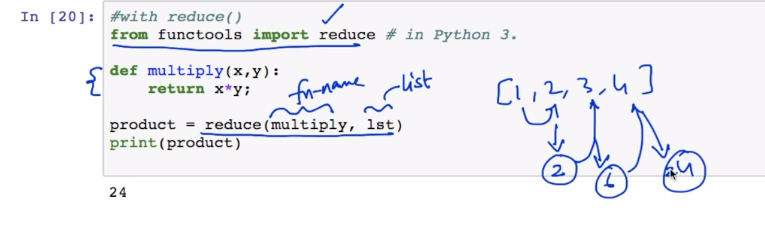 In [20]: #with reduce()
from functools import reduce # in Python 3.
def multiply(x,y):
return x*y;
fn-name
list
product = reduce(multiply, lst)
print(product)
24
[1, 2, 3, 4]
2
6
24